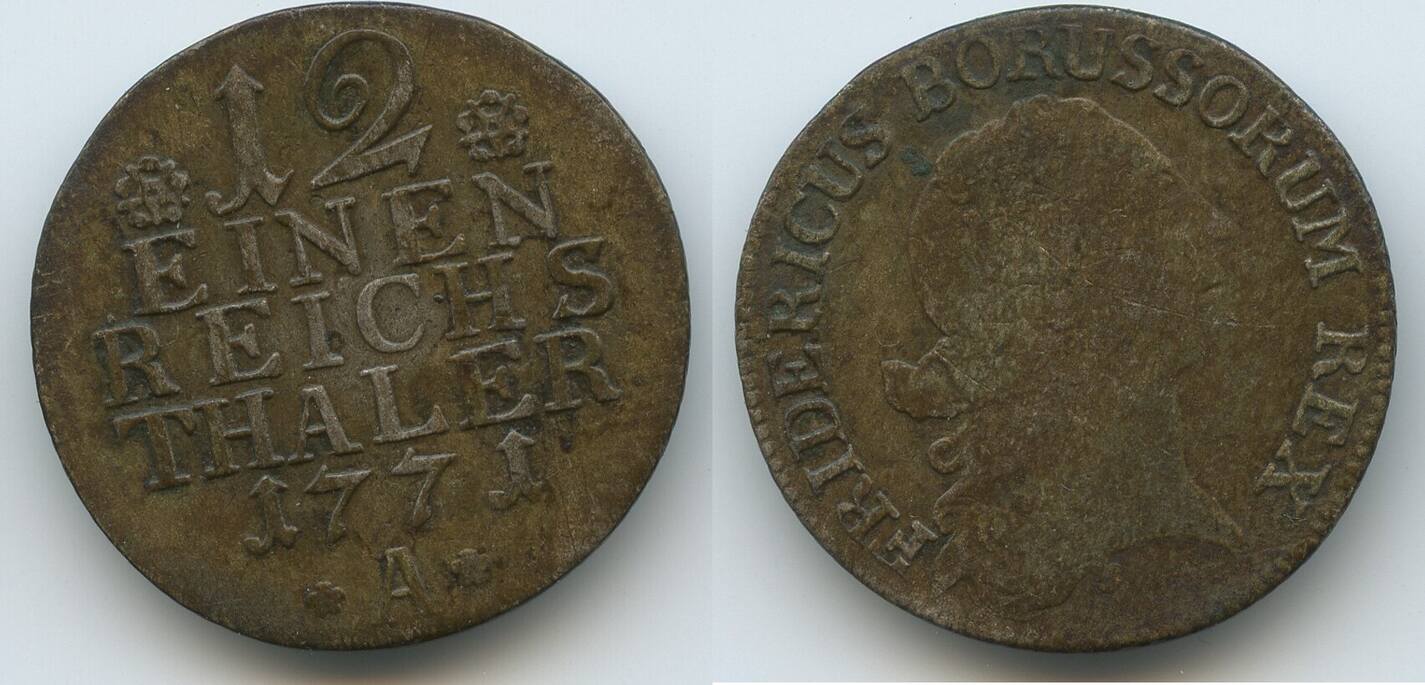 12
EINEN
REICHS
THALER
1771
A
FRIDERICUS BORUSSORUM REX